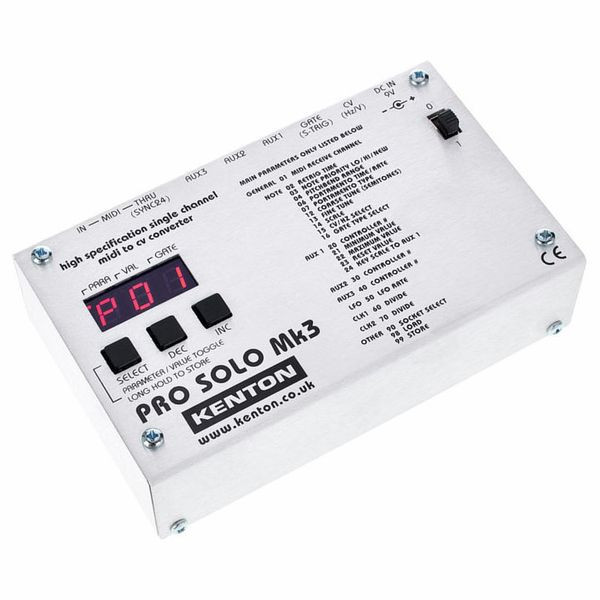 IN — MIDI — THRU
(SYNC24)
AUX3
AUX2
AUX1
GATE
(S-TRIG)
CV
(Hz/V)
DC IN
9V
- +
0
1
high specification single channel
midi to cv converter
PARA VAL GATE
P01
SELECT DEC INC
PARAMETER/VALUE TOGGLE
LONG HOLD TO STORE
PRO SOLO Mk3
KENTON
www.kenton.co.uk
MAIN PARAMETERS ONLY LISTED BELOW
GENERAL 01 MIDI RECEIVE CHANNEL
NOTE 02 RETRIG TIME
03 NOTE PRIORITY LO/HI/NEW
04 PITCHBEND RANGE
06 PORTAMENTO TIME/RATE
07 PORTAMENTO TYPE
12 COARSE TUNE (SEMITONES)
13 FINE TUNE
14 SCALE
15 CV/HZ SELECT
16 GATE TYPE SELECT
AUX 1 20 CONTROLLER #
21 MINIMUM VALUE
22 MAXIMUM VALUE
23 RESET VALUE
24 KEY SCALE TO AUX 1
AUX2 30 CONTROLLER #
AUX3 40 CONTROLLER #
LFO 50 LFO RATE
CLK1 60 DIVIDE
CLK2 70 DIVIDE
OTHER 90 SOCKET SELECT
98 LOAD
99 STORE
CE